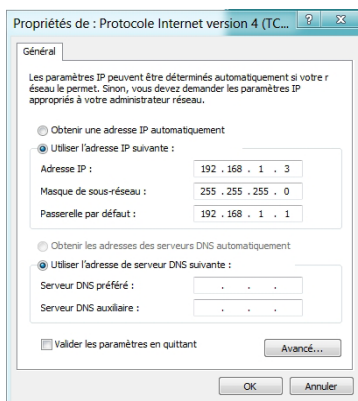 Propriétés de : Protocole Internet version 4 (TC...
Général
Les paramètres IP peuvent être déterminés automatiquement si votre r
éseau le permet. Sinon, vous devez demander les paramètres IP
appropriés à votre administrateur réseau.
Obtenir une adresse IP automatiquement
Utiliser l'adresse IP suivante :
Adresse IP : 192 . 168 . 1 . 3
Masque de sous-réseau : 255 . 255 . 255 . 0
Passerelle par défaut : 192 . 168 . 1 . 1
Obtenir les adresses des serveurs DNS automatiquement
Utiliser l'adresse de serveur DNS suivante :
Serveur DNS préféré : . . .
Serveur DNS auxiliaire : . . .
Valider les paramètres en quittant
Avancé...
OK Annuler